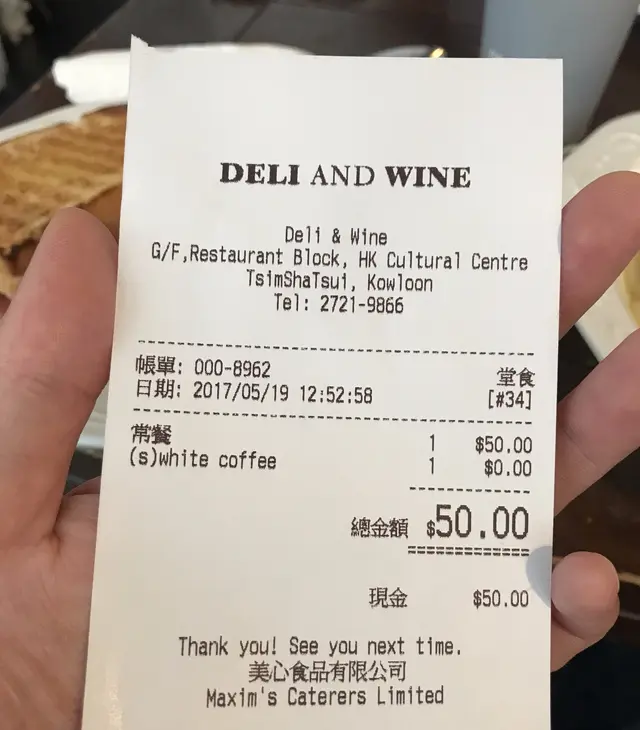 DELI AND WINE
Deli & Wine
G/F,Restaurant Block, HK Cultural Centre
TsimShaTsui, Kowloon
Tel: 2721-9866
帳單: 000-8962 堂食
日期: 2017/05/19 12:52:58 [#34]
常餐 1 $50.00
(s)white coffee 1 $0.00
總金額 $50.00
現金 $50.00
Thank you! See you next time.
美心食品有限公司
Maxim's Caterers Limited